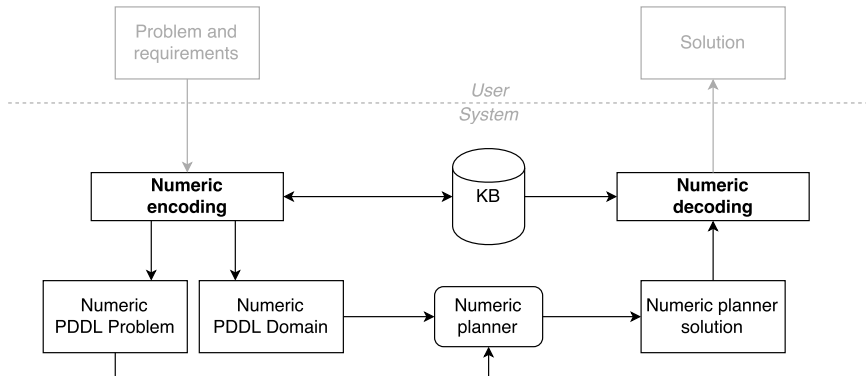 Problem and
requirements
Solution
User
System
Numeric
encoding
KB
Numeric
decoding
Numeric
PDDL Problem
Numeric
PDDL Domain
Numeric
planner
Numeric planner
solution